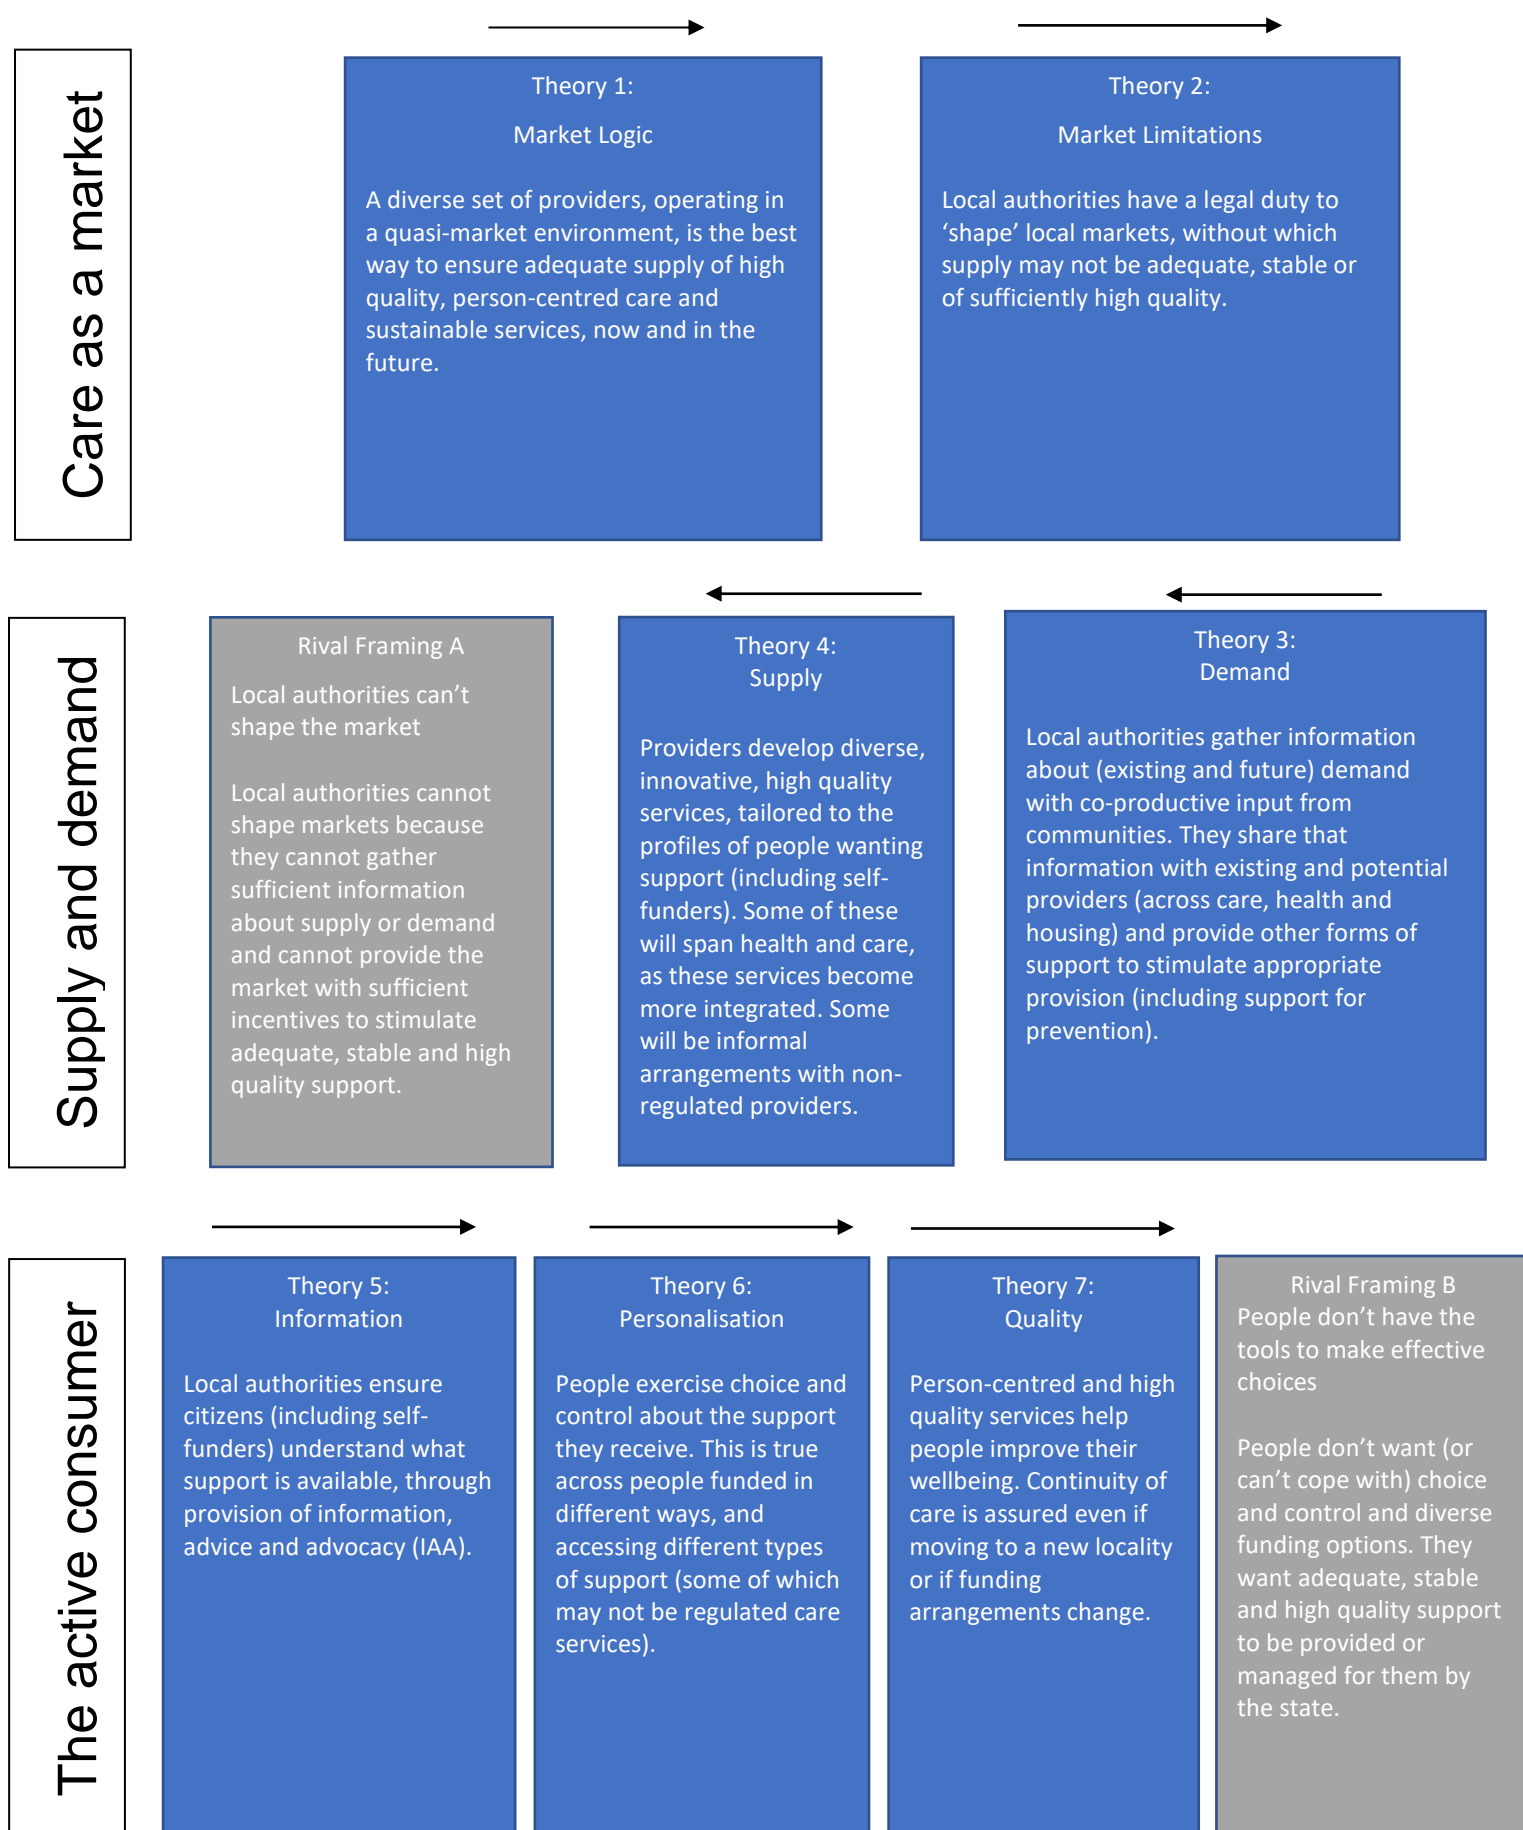 Care as a market
Theory 1:
Market Logic
A diverse set of providers, operating in
a quasi-market environment, is the best
way to ensure adequate supply of high
quality, person-centred care and
sustainable services, now and in the
future.
Theory 2:
Market Limitations
Local authorities have a legal duty to
‘shape’ local markets, without which
supply may not be adequate, stable or
of sufficiently high quality.
Supply and demand
Rival Framing A
Local authorities can’t
shape the market
Local authorities cannot
shape markets because
they cannot gather
sufficient information
about supply or demand
and cannot provide the
market with sufficient
incentives to stimulate
adequate, stable and high
quality support.
Theory 4:
Supply
Providers develop diverse,
innovative, high quality
services, tailored to the
profiles of people wanting
support (including self-
funders). Some of these
will span health and care,
as these services become
more integrated. Some
will be informal
arrangements with non-
regulated providers.
Theory 3:
Demand
Local authorities gather information
about (existing and future) demand
with co-productive input from
communities. They share that
information with existing and potential
providers (across care, health and
housing) and provide other forms of
support to stimulate appropriate
provision (including support for
prevention).
The active consumer
Theory 5:
Information
Local authorities ensure
citizens (including self-
funders) understand what
support is available, through
provision of information,
advice and advocacy (IAA).
Theory 6:
Personalisation
People exercise choice and
control about the support
they receive. This is true
across people funded in
different ways, and
accessing different types
of support (some of which
may not be regulated care
services).
Theory 7:
Quality
Person-centred and high
quality services help
people improve their
wellbeing. Continuity of
care is assured even if
moving to a new locality
or if funding
arrangements change.
Rival Framing B
People don’t have the
tools to make effective
choices
People don’t want (or
can’t cope with) choice
and control and diverse
funding options. They
want adequate, stable
and high quality support
to be provided or
managed for them by
the state.